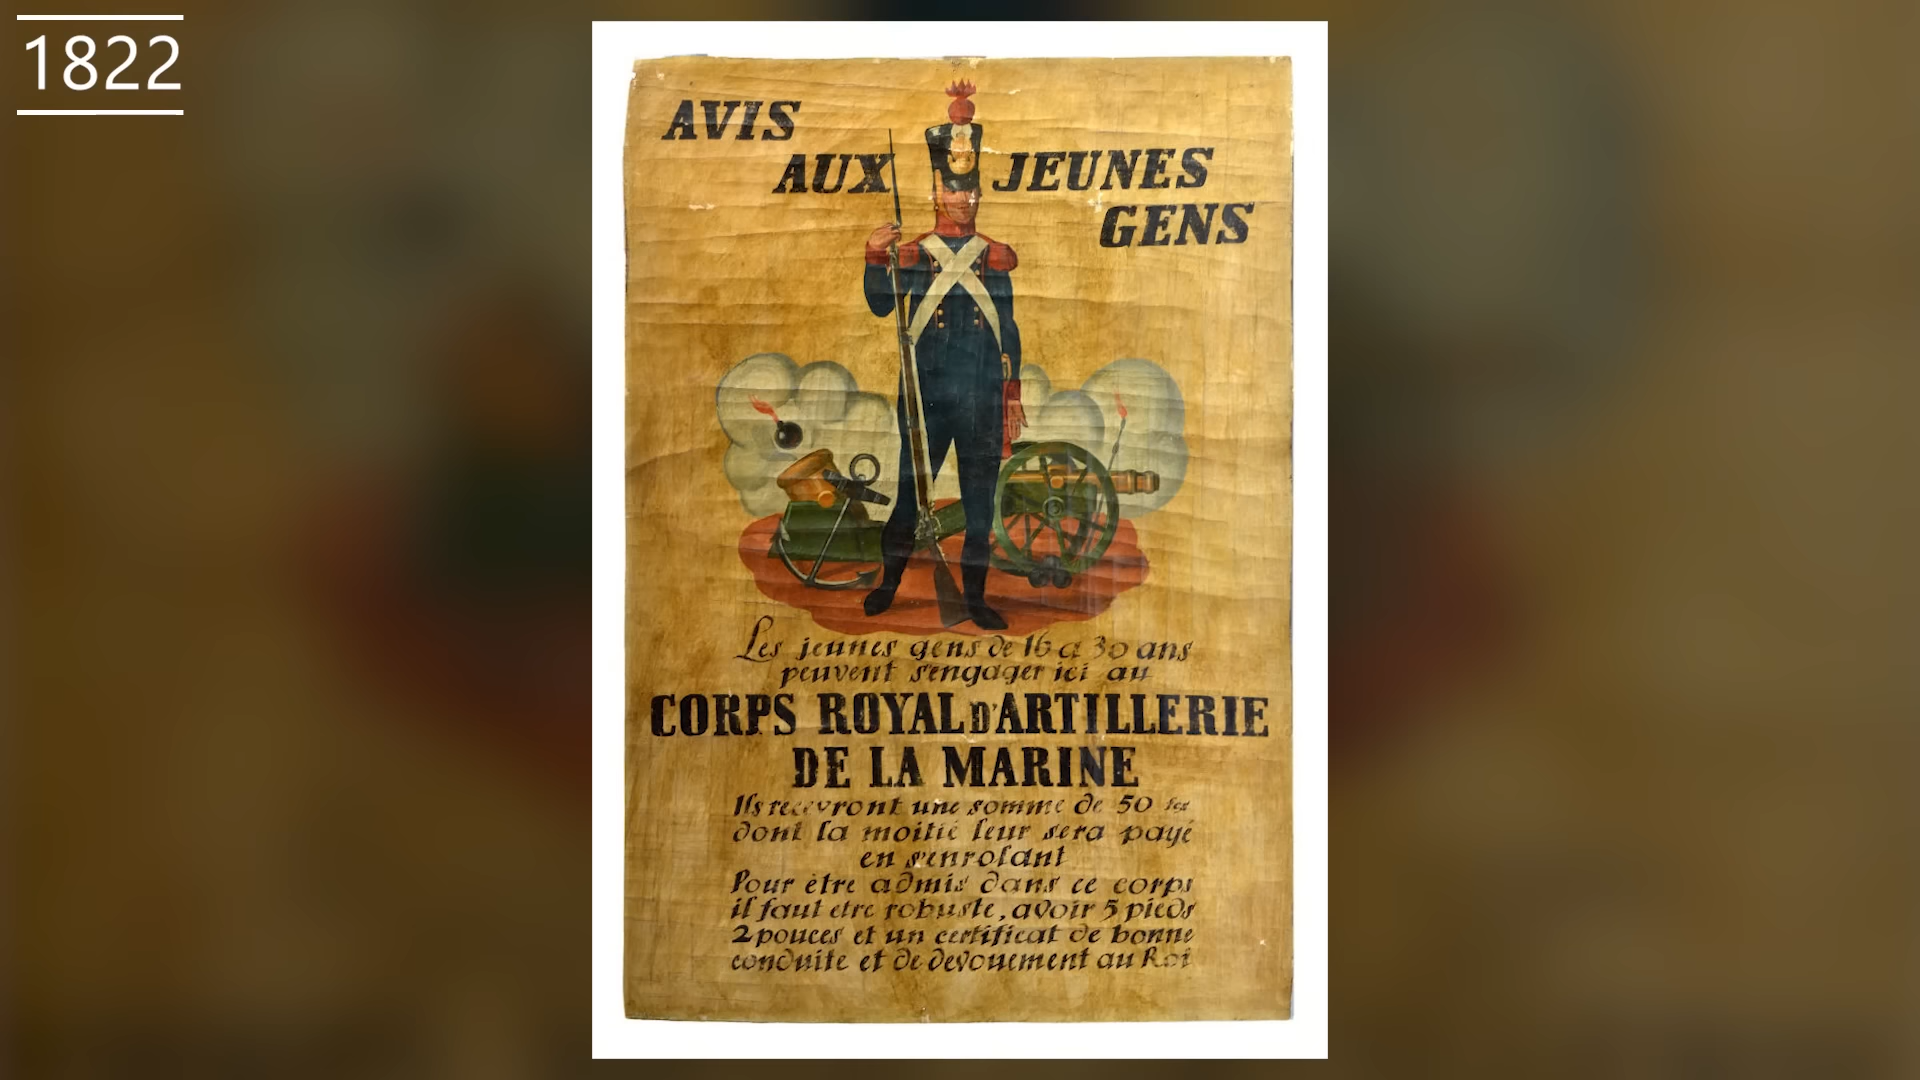 1822
AVIS
AUX JEUNES
GENS
Les jeunes gens de 16 a 30 ans
peuvent s'engager ici au
CORPS ROYAL D'ARTILLERIE
DE LA MARINE
Ils recevront une somme de 50
dont la moitié leur sera payé
en s'enrolant
Pour être admis dans ce corps
il faut etre robuste, avoir 5 pieds
2 pouces et un certificat de bonne
conduite et de devouement au Roi